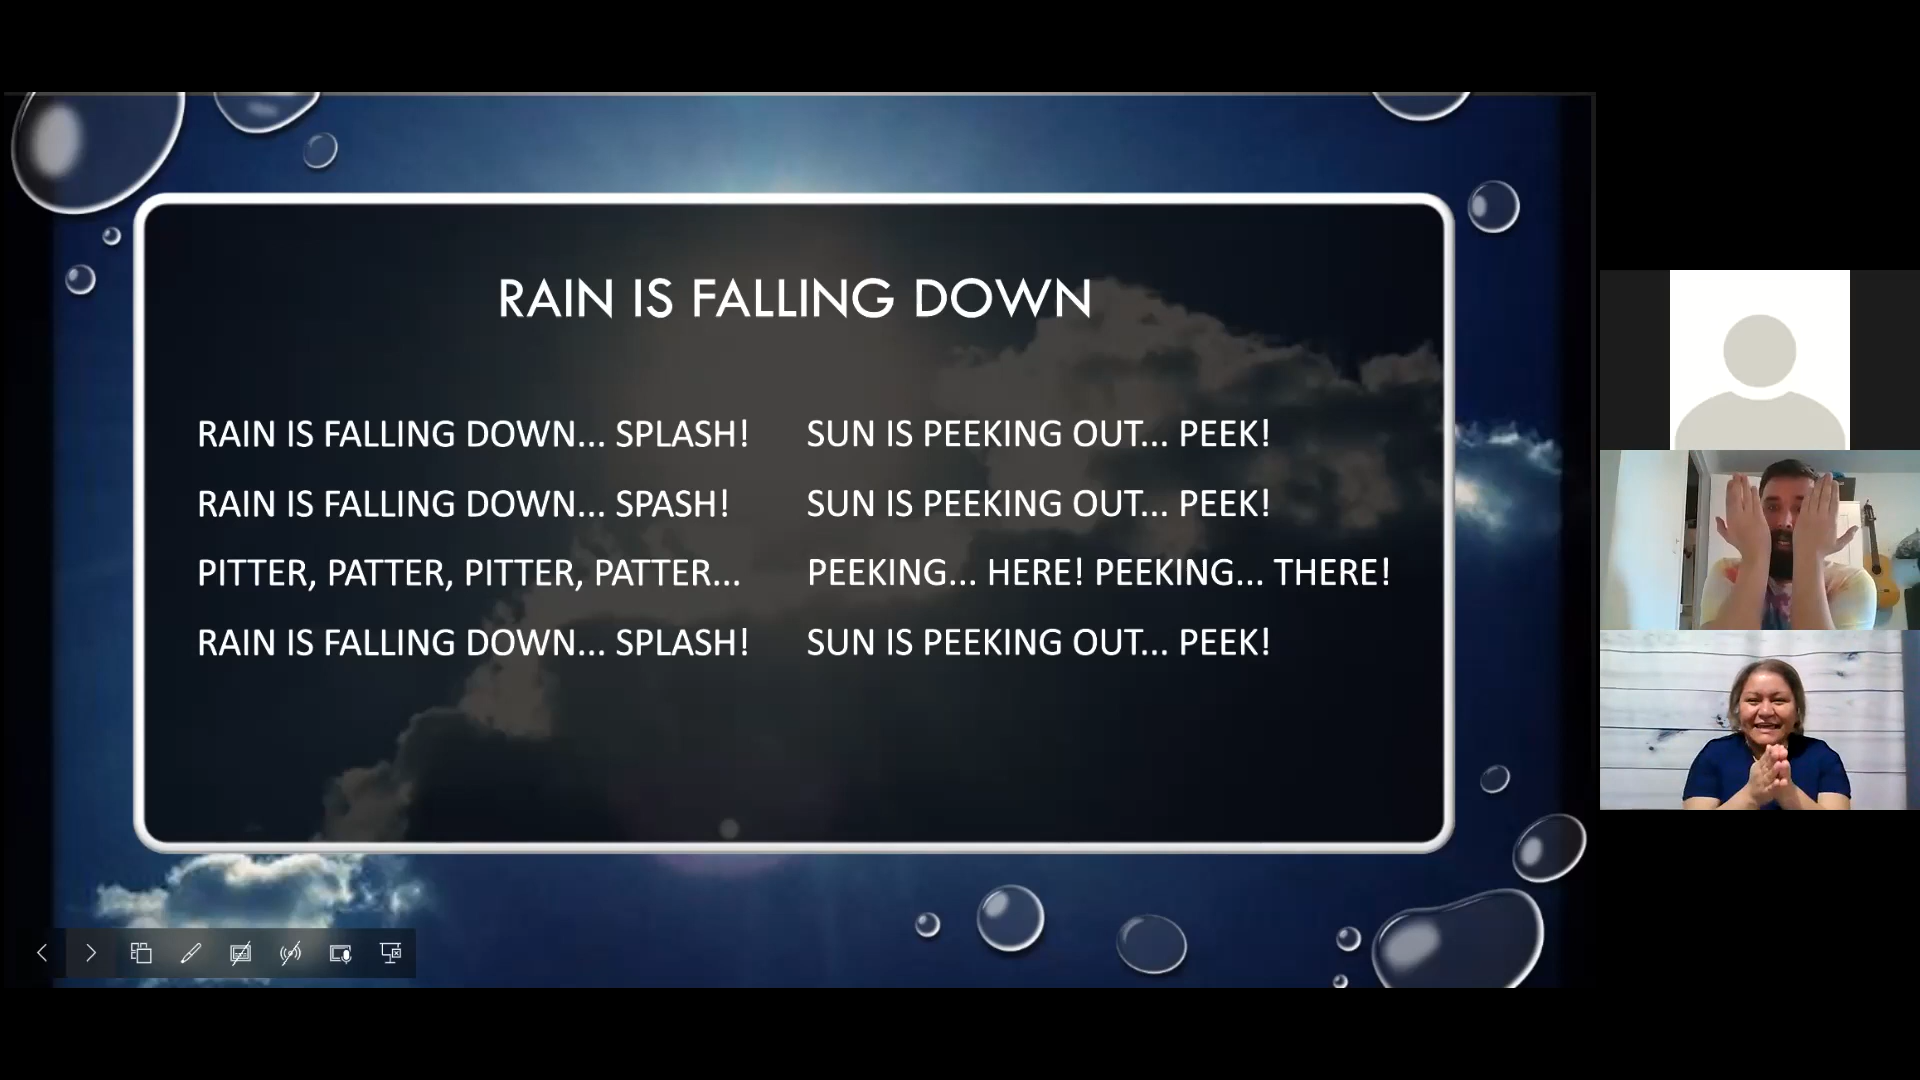 RAIN IS FALLING DOWN
RAIN IS FALLING DOWN... SPLASH!
RAIN IS FALLING DOWN... SPASH!
PITTER, PATTER, PITTER, PATTER...
RAIN IS FALLING DOWN... SPLASH!
SUN IS PEEKING OUT... PEEK!
SUN IS PEEKING OUT... PEEK!
PEEKING... HERE! PEEKING... THERE!
SUN IS PEEKING OUT... PEEK!